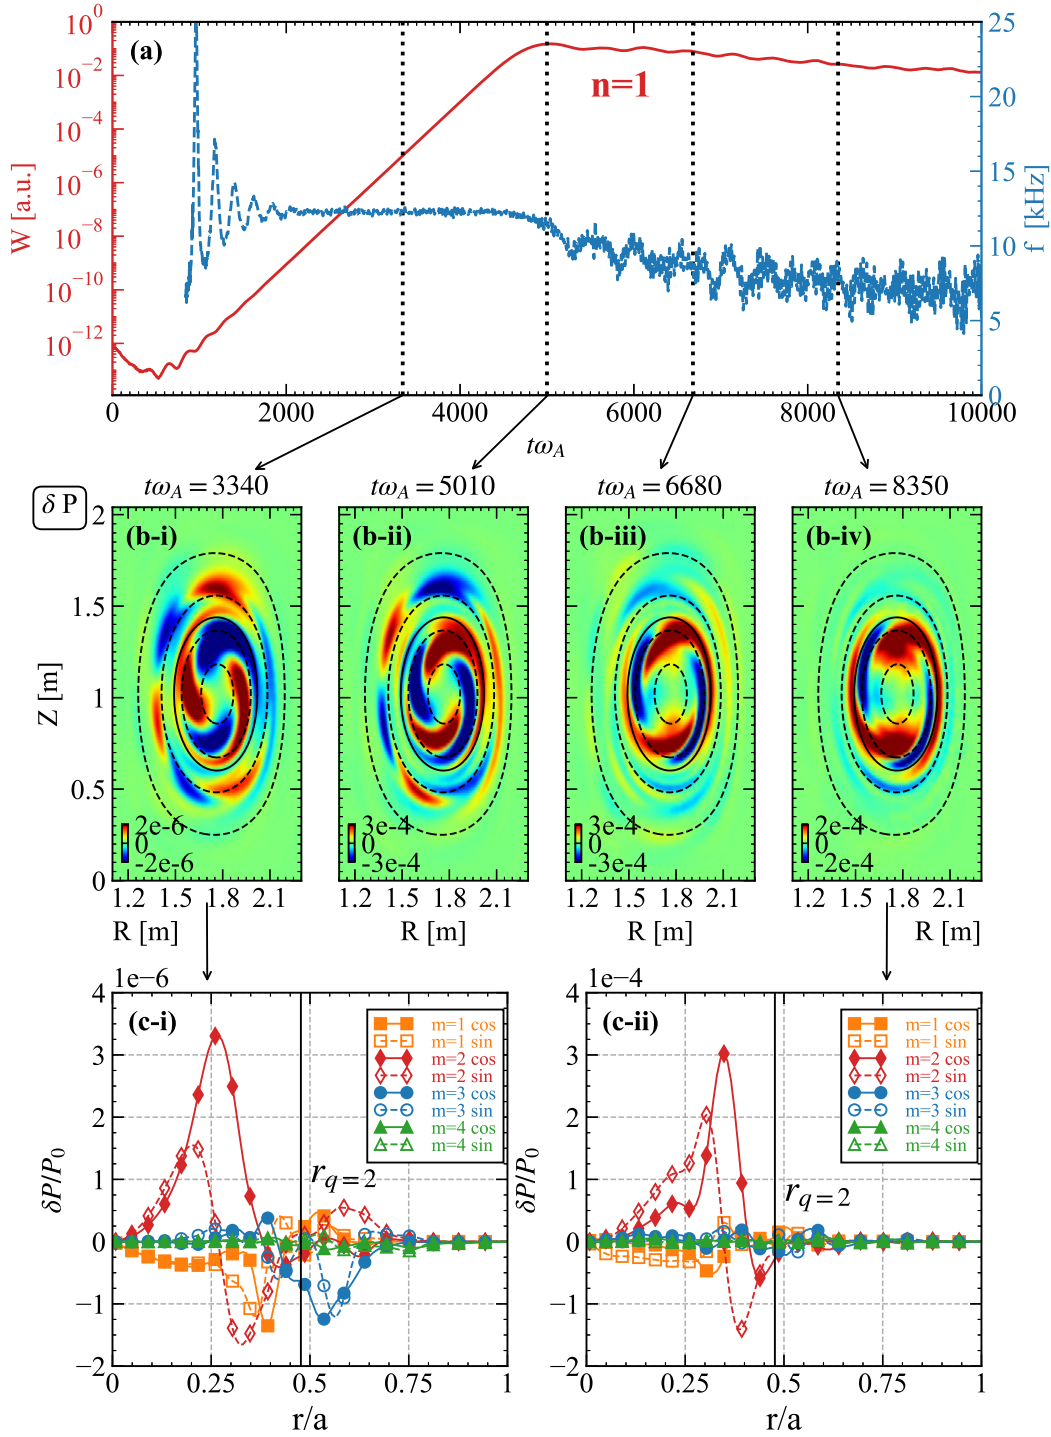 (a)
n=1
W [a.u.]
10⁰
10⁻²
10⁻⁴
10⁻⁶
10⁻⁸
10⁻¹⁰
10⁻¹²
f [kHz]
25
20
15
10
5
0
0 2000 4000 6000 8000 10000
tω_A
δ P
tω_A = 3340 tω_A = 5010 tω_A = 6680 tω_A = 8350
(b-i) (b-ii) (b-iii) (b-iv)
Z [m]
2
1.5
1
0.5
0
2e-6 3e-4 3e-4 2e-4
0 0 0 0
-2e-6 -3e-4 -3e-4 -2e-4
1.2 1.5 1.8 2.1 1.2 1.5 1.8 2.1 1.2 1.5 1.8 2.1 1.2 1.5 1.8 2.1
R [m] R [m] R [m] R [m]
1e−6
(c-i)
δP/P₀
4
3
2
1
0
−1
−2
m=1 cos
m=1 sin
m=2 cos
m=2 sin
m=3 cos
m=3 sin
m=4 cos
m=4 sin
r_{q=2}
0 0.25 0.5 0.75 1
r/a
1e−4
(c-ii)
δP/P₀
4
3
2
1
0
−1
−2
m=1 cos
m=1 sin
m=2 cos
m=2 sin
m=3 cos
m=3 sin
m=4 cos
m=4 sin
r_{q=2}
0 0.25 0.5 0.75 1
r/a